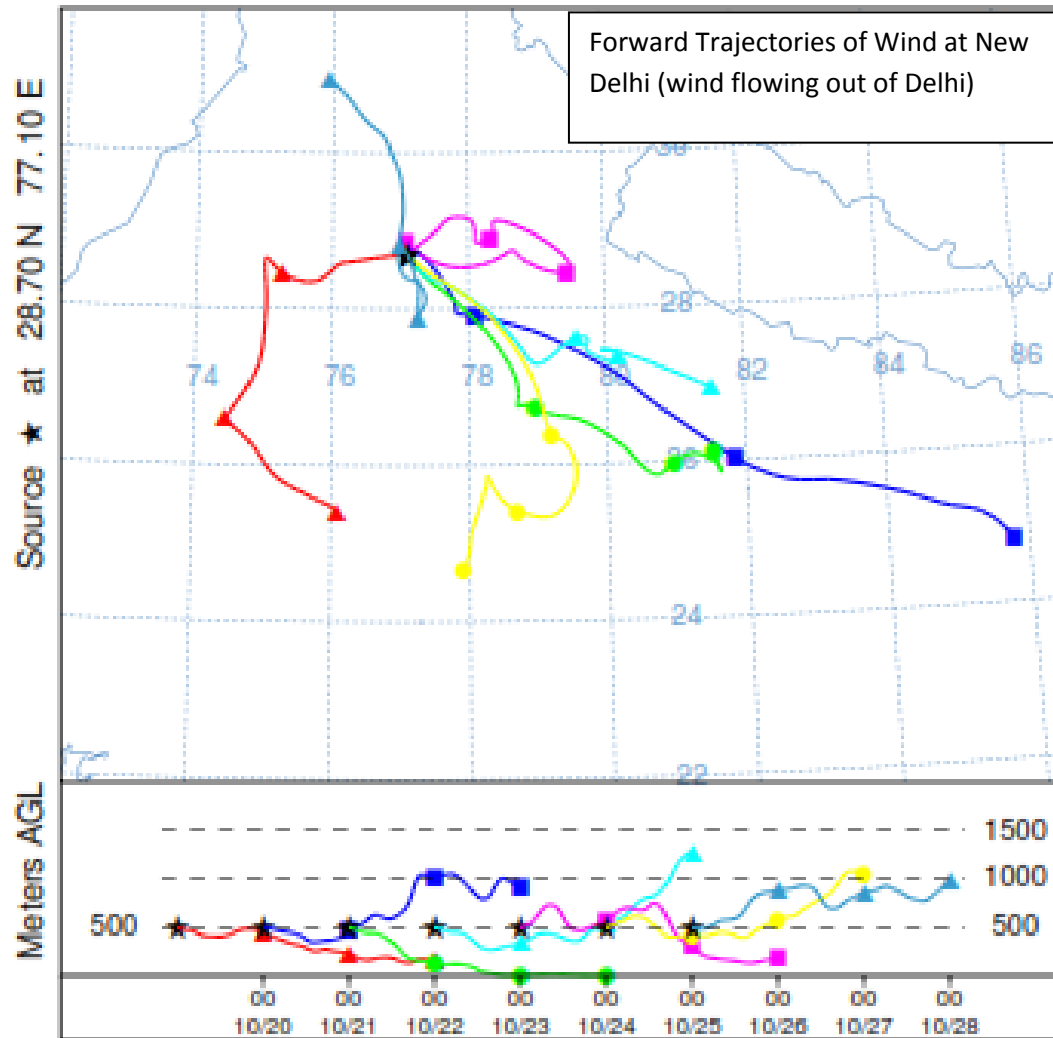 Forward Trajectories of Wind at New
Delhi (wind flowing out of Delhi)
Source ★ at 28.70 N 77.10 E
30
28
74 76 78 80 82 84 86
26
24
22
Meters AGL
1500
1000
500 500
00 00 00 00 00 00 00 00 00
10/20 10/21 10/22 10/23 10/24 10/25 10/26 10/27 10/28